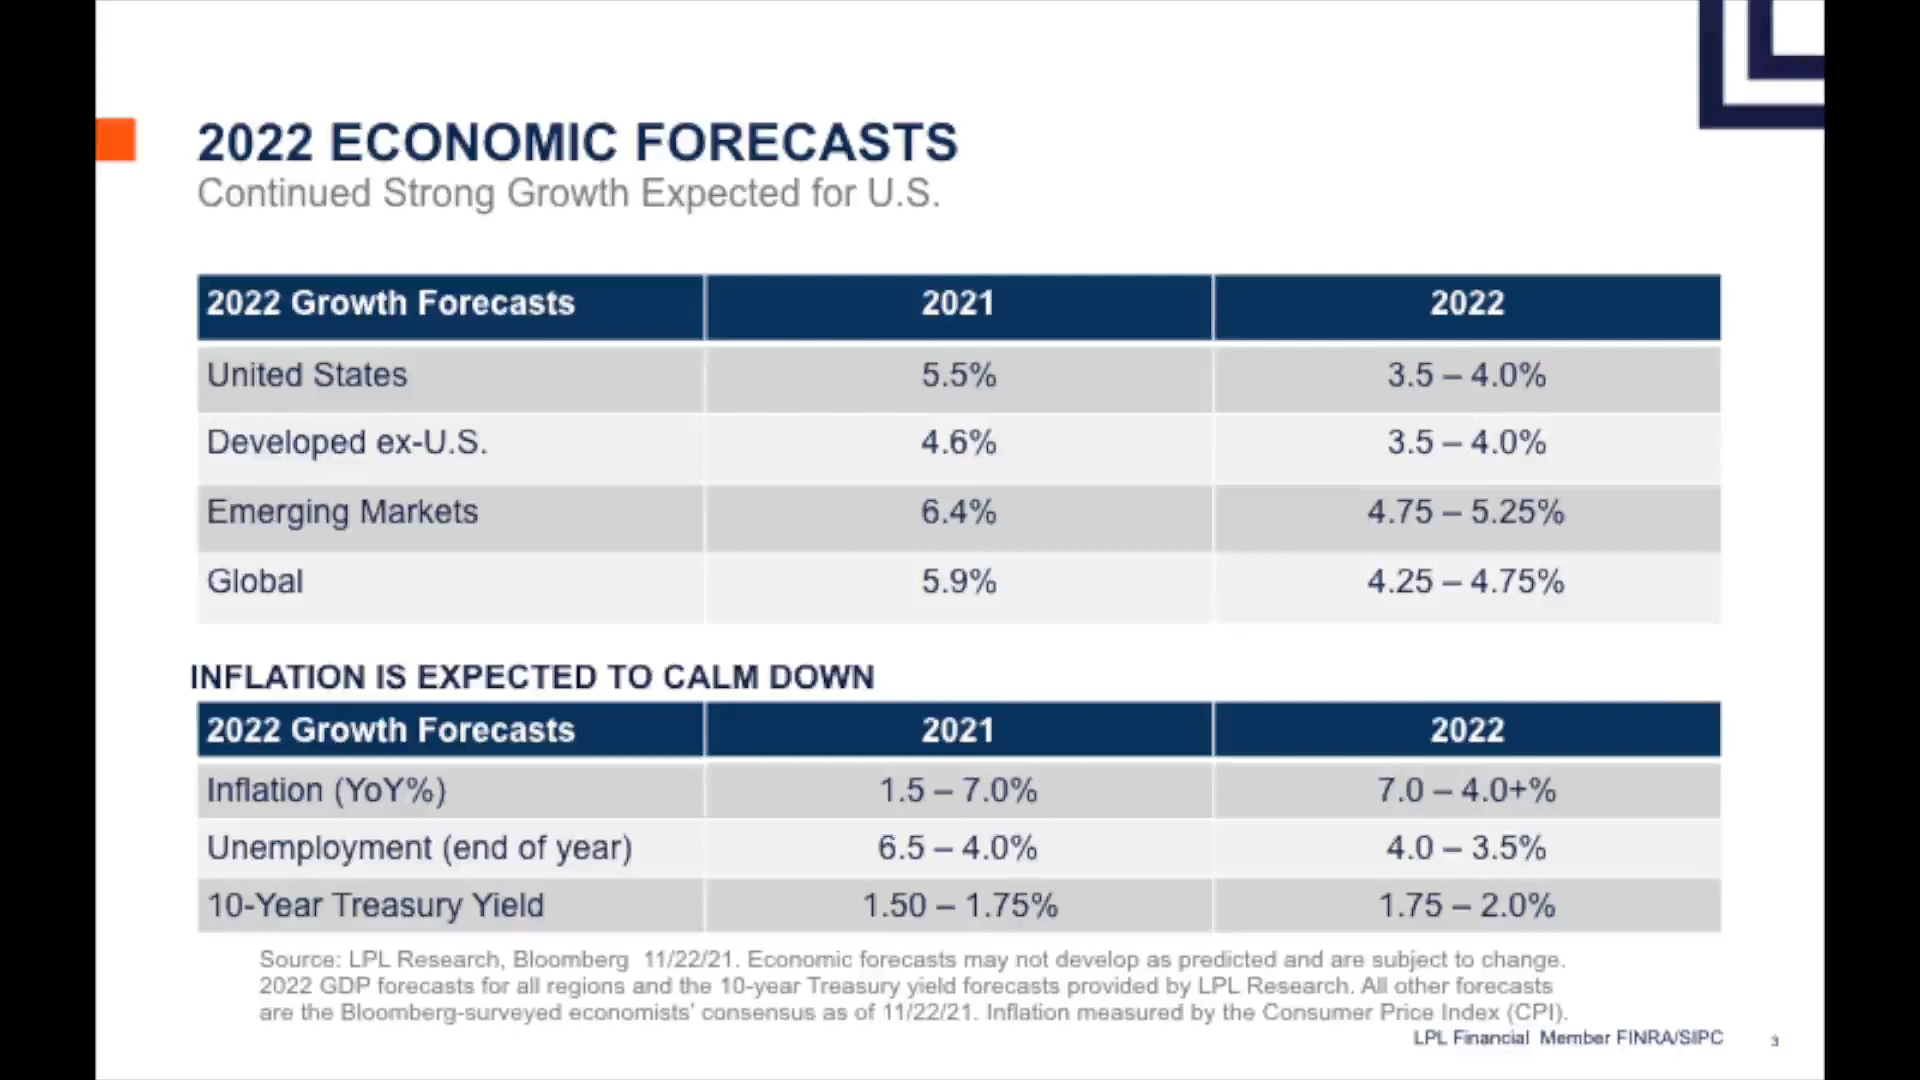 2022 ECONOMIC FORECASTS
Continued Strong Growth Expected for U.S.
2022 Growth Forecasts 2021 2022
United States 5.5% 3.5 – 4.0%
Developed ex-U.S. 4.6% 3.5 – 4.0%
Emerging Markets 6.4% 4.75 – 5.25%
Global 5.9% 4.25 – 4.75%
INFLATION IS EXPECTED TO CALM DOWN
2022 Growth Forecasts 2021 2022
Inflation (YoY%) 1.5 – 7.0% 7.0 – 4.0+%
Unemployment (end of year) 6.5 – 4.0% 4.0 – 3.5%
10-Year Treasury Yield 1.50 – 1.75% 1.75 – 2.0%
Source: LPL Research, Bloomberg 11/22/21. Economic forecasts may not develop as predicted and are subject to change.
2022 GDP forecasts for all regions and the 10-year Treasury yield forecasts provided by LPL Research. All other forecasts
are the Bloomberg-surveyed economists' consensus as of 11/22/21. Inflation measured by the Consumer Price Index (CPI).
LPL Financial Member FINRA/SIPC 3